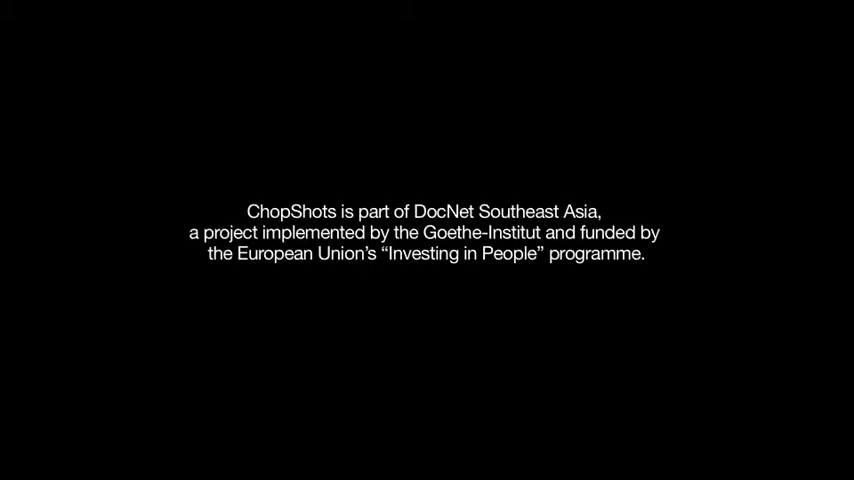 ChopShots is part of DocNet Southeast Asia,
a project implemented by the Goethe-Institut and funded by
the European Union’s “Investing in People” programme.